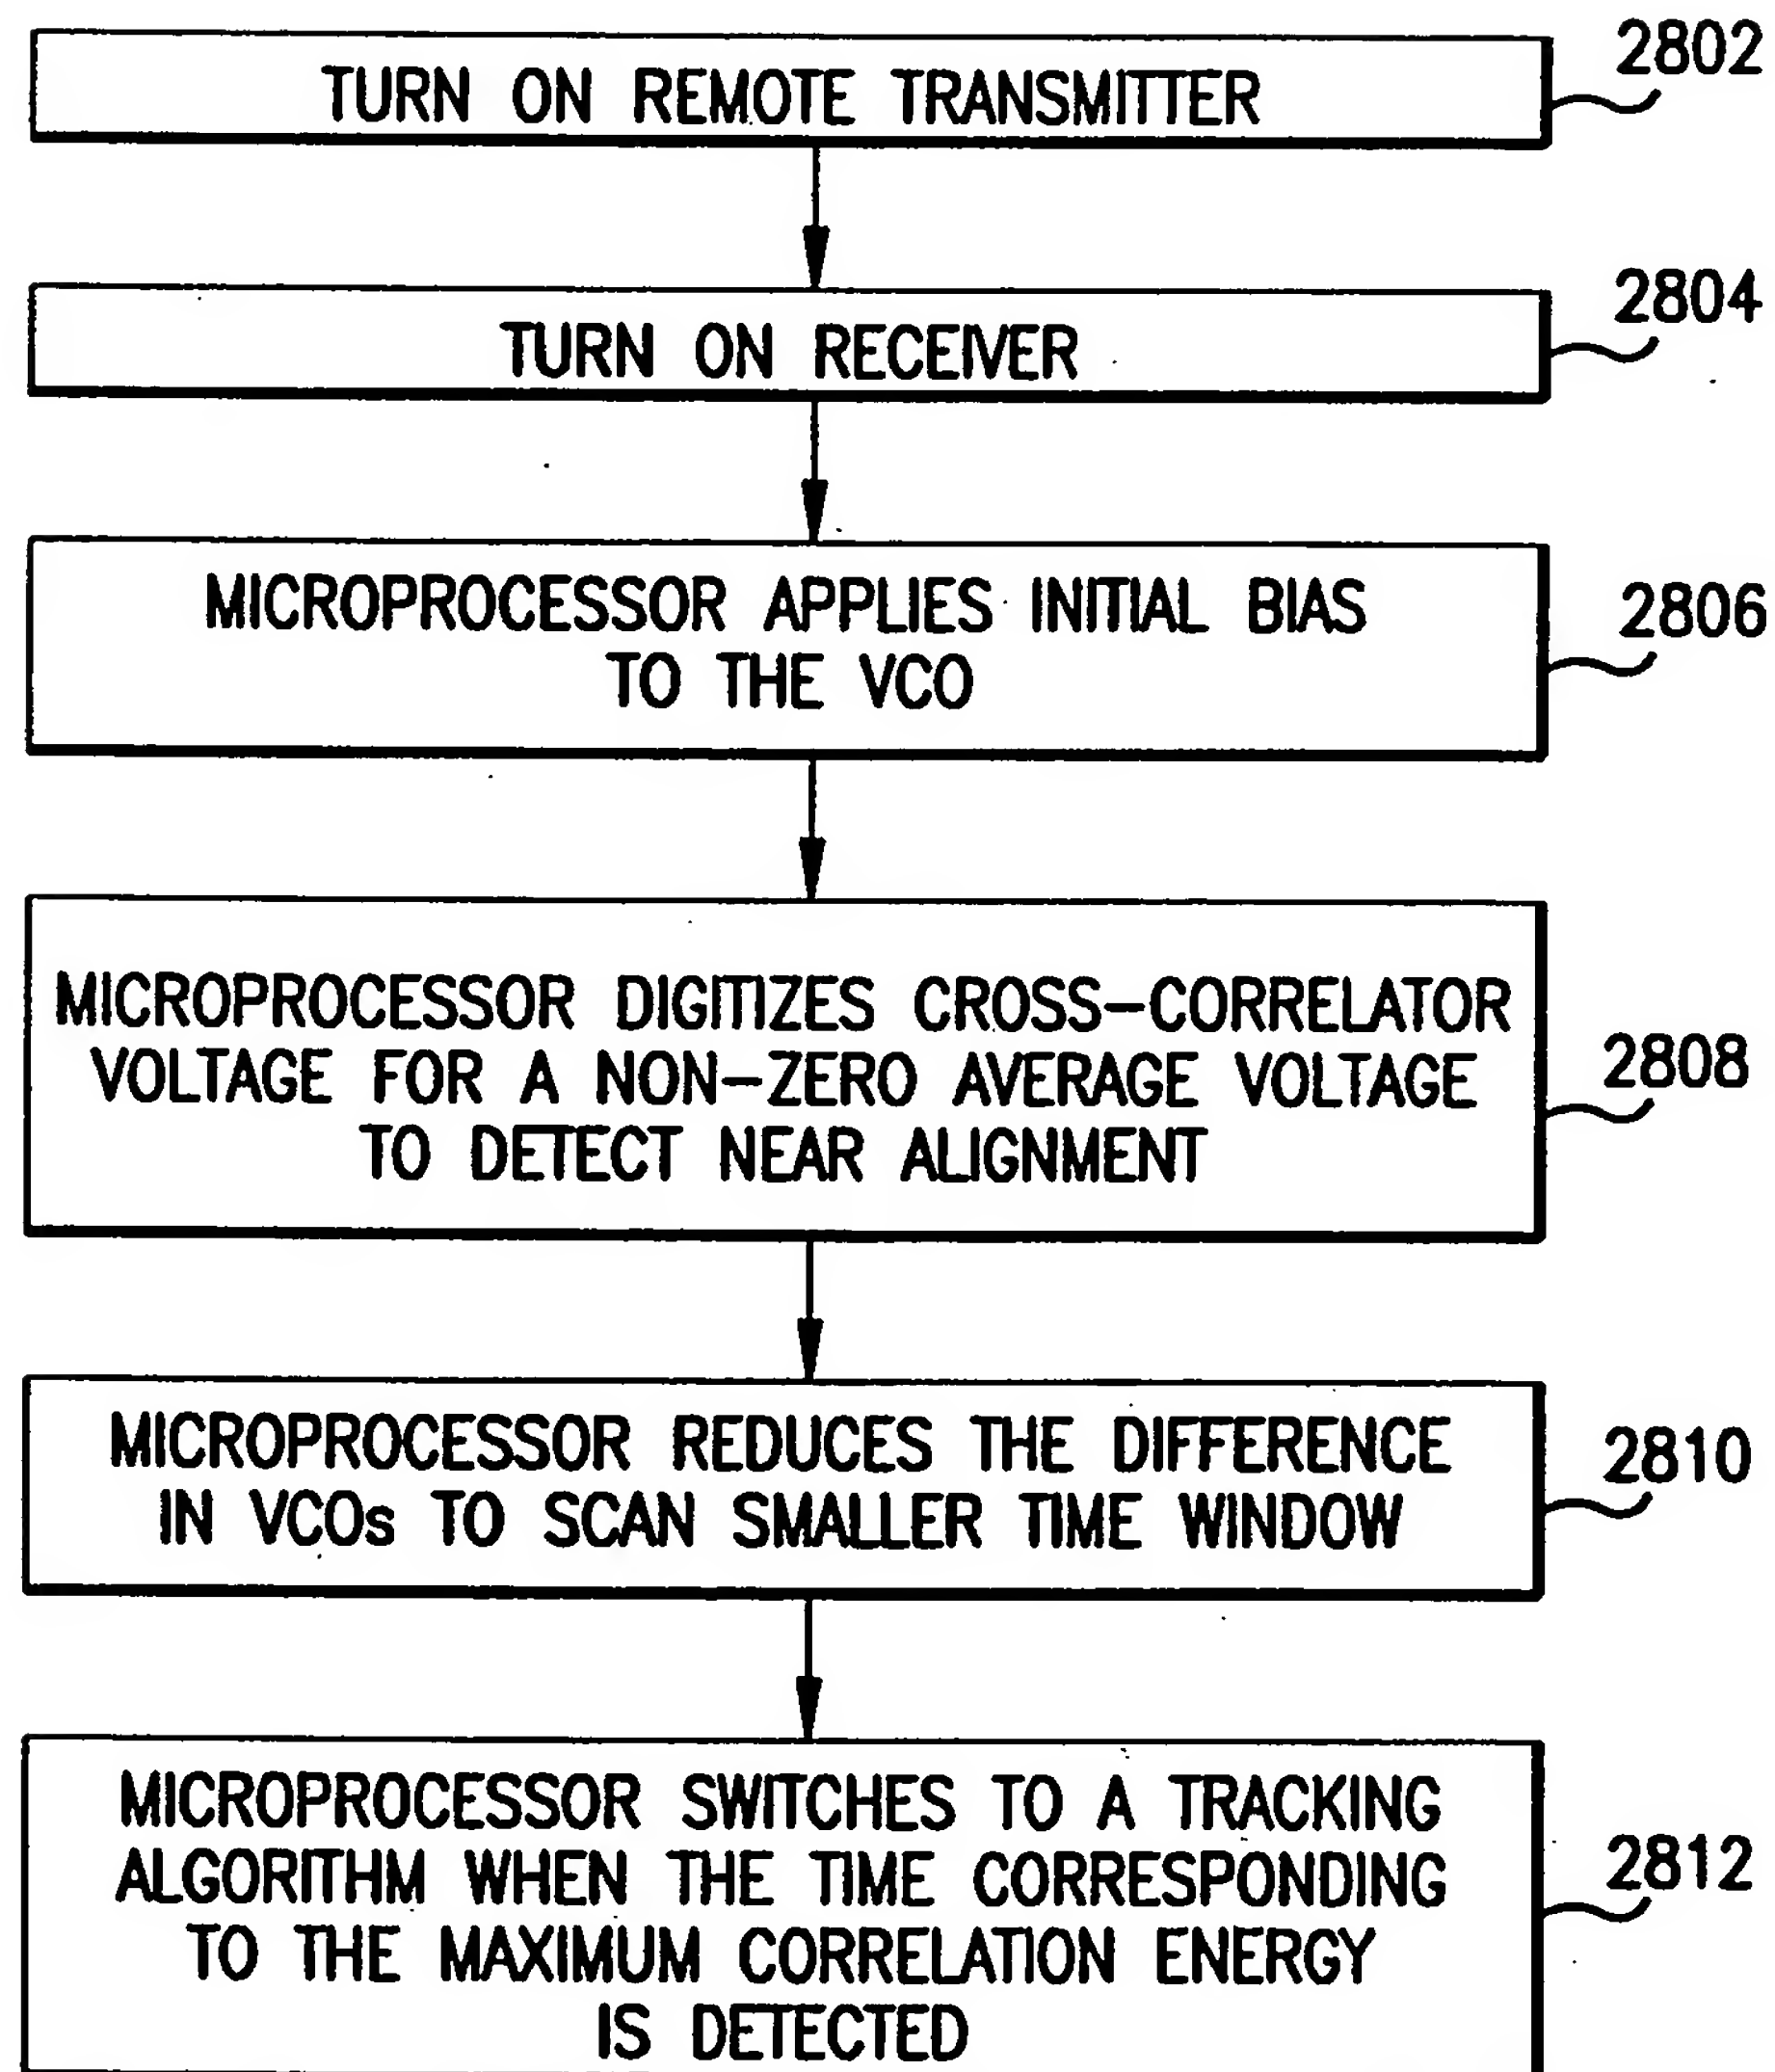 2802
TURN ON REMOTE TRANSMITTER
2804
TURN ON RECEIVER
MICROPROCESSOR APPLIES INITIAL BIAS
TO THE VCO
2806
MICROPROCESSOR DIGITIZES CROSS-CORRELATOR
VOLTAGE FOR A NON-ZERO AVERAGE VOLTAGE
TO DETECT NEAR ALIGNMENT
2808
MICROPROCESSOR REDUCES THE DIFFERENCE
IN VCOs TO SCAN SMALLER TIME WINDOW
2810
MICROPROCESSOR SWITCHES TO A TRACKING
ALGORITHM WHEN THE TIME CORRESPONDING
TO THE MAXIMUM CORRELATION ENERGY
IS DETECTED
2812